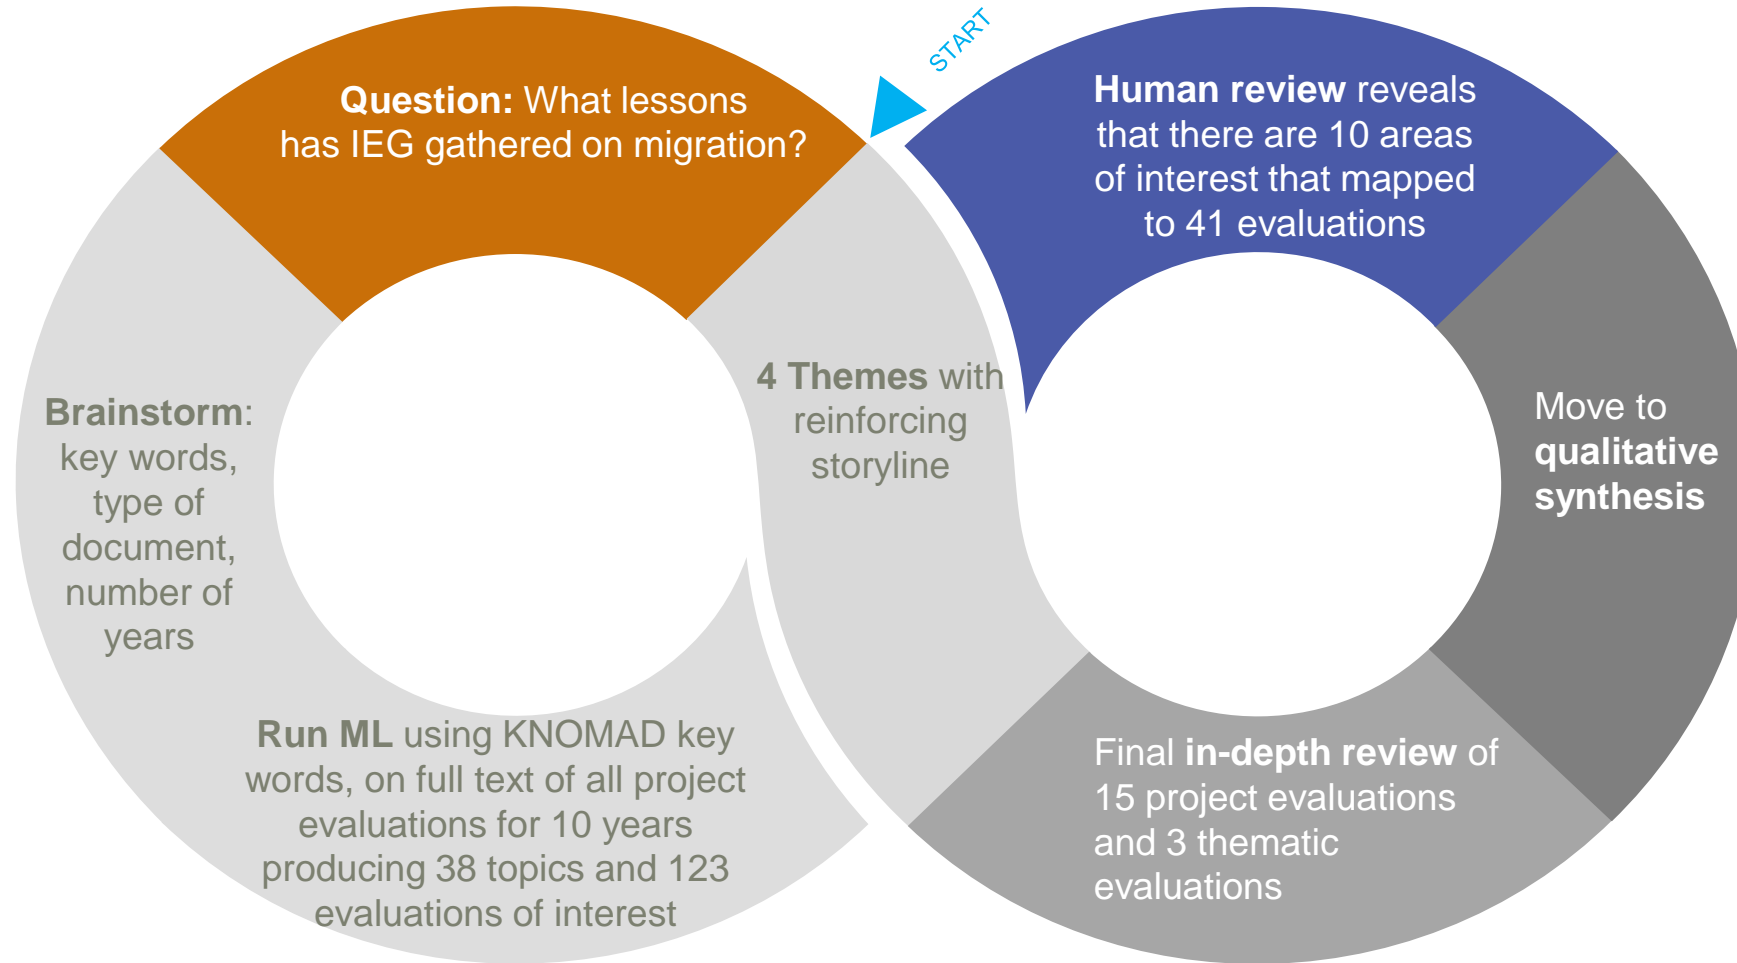 START
Question: What lessons
has IEG gathered on migration?
Brainstorm:
key words,
type of
document,
number of
years
Run ML using KNOMAD key
words, on full text of all project
evaluations for 10 years
producing 38 topics and 123
evaluations of interest
Human review reveals
that there are 10 areas
of interest that mapped
to 41 evaluations
Move to
qualitative
synthesis
Final in-depth review of
15 project evaluations
and 3 thematic
evaluations
4 Themes with
reinforcing
storyline